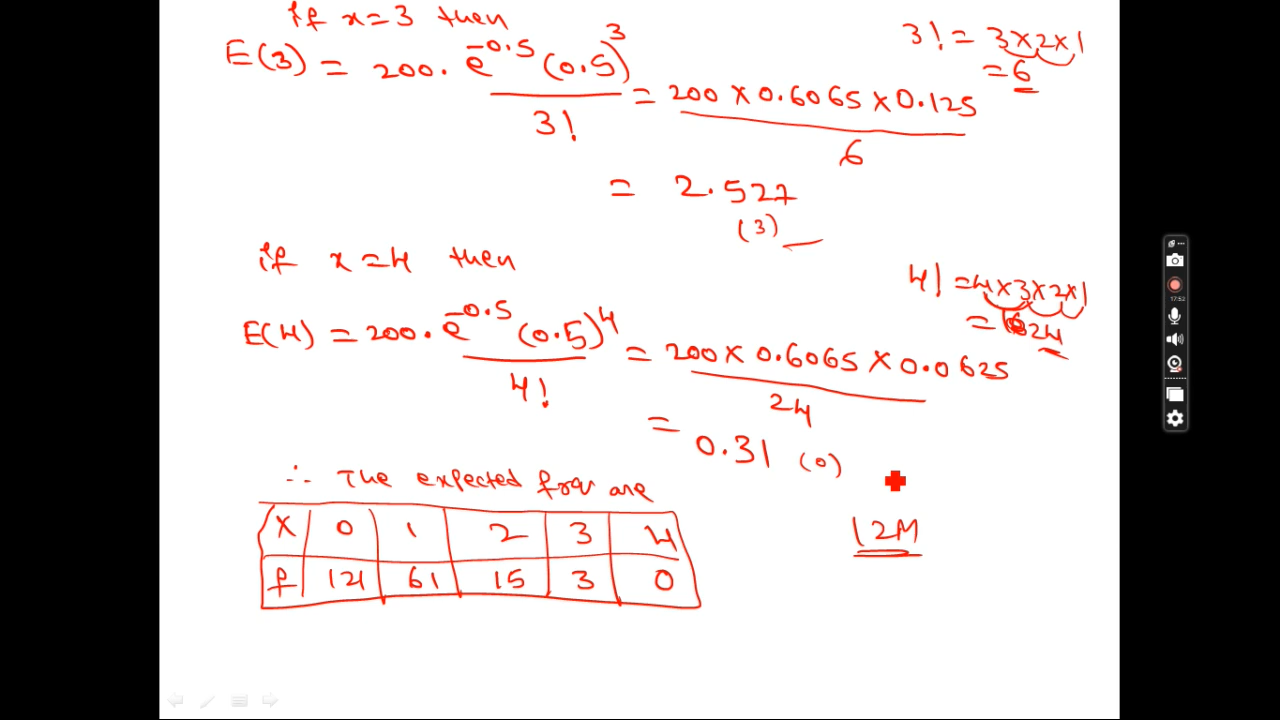 if x=3 then
E(3) = 200. e^-0.5 (0.5)^3 / 3! = 200 x 0.6065 x 0.125 / 6
3! = 3x2x1
= 6
= 2.527
(3)
if x=4 then
4! = 4x3x2x1
= 24
E(4) = 200. e^-0.5 (0.5)^4 / 4! = 200 x 0.6065 x 0.0625 / 24
= 0.31 (0)
∴ The expected freq are
X 0 1 2 3 4
f 121 61 15 3 0
12M
17:52